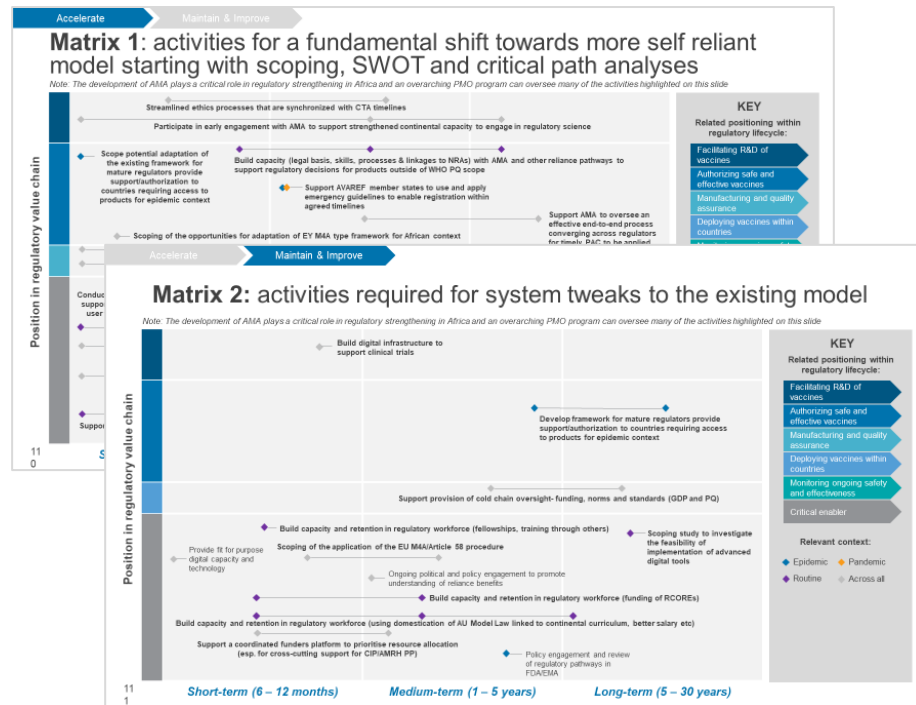 Accelerate
Maintain & Improve
Matrix 1: activities for a fundamental shift towards more self reliant
model starting with scoping, SWOT and critical path analyses
Note: The development of AMA plays a critical role in regulatory strengthening in Africa and an overarching PMO program can oversee many of the activities highlighted on this slide
Position in regulatory value chain
Streamlined ethics processes that are synchronized with CTA timelines
Participate in early engagement with AMA to support strengthened continental capacity to engage in regulatory science
Scope potential adaptation of
the existing framework for
mature regulators provide
support/authorization to
countries requiring access to
products for epidemic context
Build capacity (legal basis, skills, processes & linkages to NRAs) with AMA and other reliance pathways to
support regulatory decisions for products outside of WHO PQ scope
Support AVAREF member states to use and apply
emergency guidelines to enable registration within
agreed timelines
Support AMA to oversee an
effective end-to-end process
converging across regulators
for timely PAC to be applied
Scoping of the opportunities for adaptation of EY M4A type framework for African context
Conduc
suppo
user
Suppo
11
0
S
KEY
Related positioning within
regulatory lifecycle:
Facilitating R&D of
vaccines
Authorizing safe and
effective vaccines
Manufacturing and quality
assurance
Deploying vaccines within
countries
Accelerate
Maintain & Improve
Matrix 2: activities required for system tweaks to the existing model
Note: The development of AMA plays a critical role in regulatory strengthening in Africa and an overarching PMO program can oversee many of the activities highlighted on this slide
Position in regulatory value chain
Build digital infrastructure to
support clinical trials
Develop framework for mature regulators provide
support/authorization to countries requiring access
to products for epidemic context
Support provision of cold chain oversight- funding, norms and standards (GDP and PQ)
Build capacity and retention in regulatory workforce (fellowships, training through others)
Scoping study to investigate
the feasibility of
implementation of advanced
digital tools
Provide fit for purpose
digital capacity and
technology
Scoping of the application of the EU M4A/Article 58 procedure
Ongoing political and policy engagement to promote
understanding of reliance benefits
Build capacity and retention in regulatory workforce (funding of RCOREs)
Build capacity and retention in regulatory workforce (using domestication of AU Model Law linked to continental curriculum, better salary etc)
Support a coordinated funders platform to prioritise resource allocation
(esp. for cross-cutting support for CIP/AMRH PP)
Policy engagement and review
of regulatory pathways in
FDA/EMA
11
1
Short-term (6 – 12 months)
Medium-term (1 – 5 years)
Long-term (5 – 30 years)
KEY
Related positioning within
regulatory lifecycle:
Facilitating R&D of
vaccines
Authorizing safe and
effective vaccines
Manufacturing and quality
assurance
Deploying vaccines within
countries
Monitoring ongoing safety
and effectiveness
Critical enabler
Relevant context:
Epidemic
Pandemic
Routine
Across all